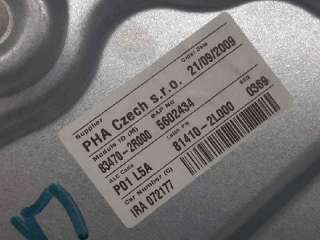 Supplier
Order Date
PHA Czech s.r.o.
21/09/2009
Module ID (M)
SAP No
SEQ
83470-2R000
5602434
0369
ALC Code
Latch P/N
P01 L5A
81410-2L000
Car Number (C)
IRA 072177